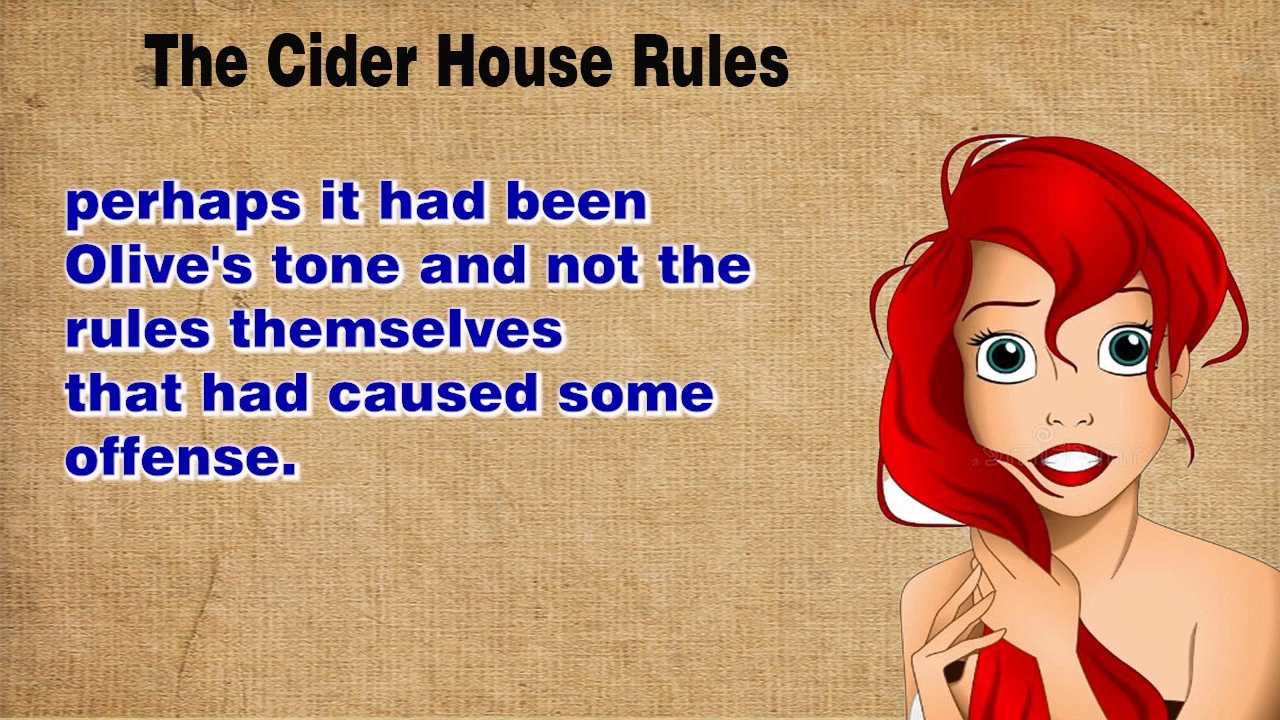 The Cider House Rules
perhaps it had been
Olive's tone and not the
rules themselves
that had caused some
offense.